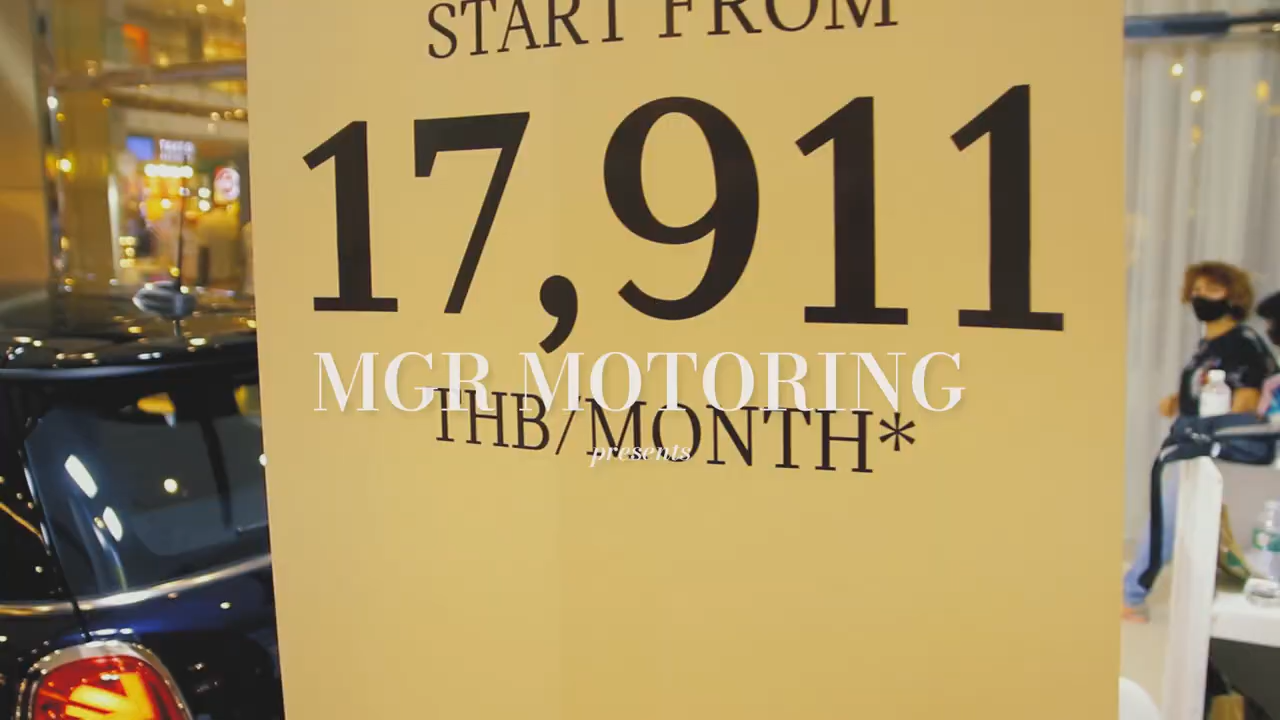 START FROM
17,911
MGR MOTORING
THB/MONTH*
presents